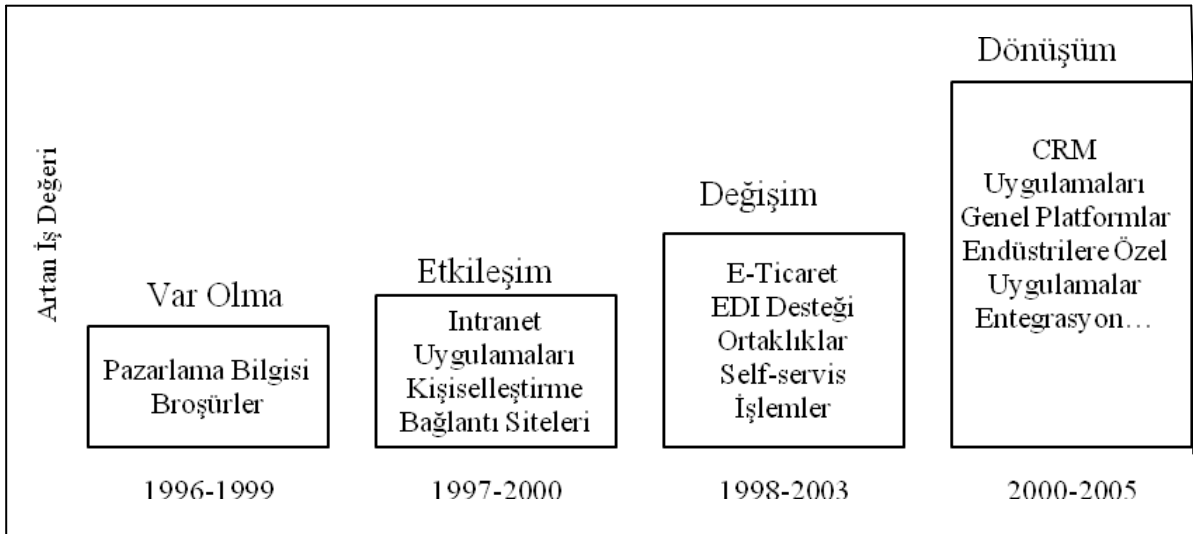 Artan İş Değeri
Var Olma
Pazarlama Bilgisi
Broşürler
1996-1999
Etkileşim
Intranet
Uygulamaları
Kişiselleştirme
Bağlantı Siteleri
1997-2000
Değişim
E-Ticaret
EDI Desteği
Ortaklıklar
Self-servis
İşlemler
1998-2003
Dönüşüm
CRM
Uygulamaları
Genel Platformlar
Endüstrilere Özel
Uygulamalar
Entegrasyon…
2000-2005